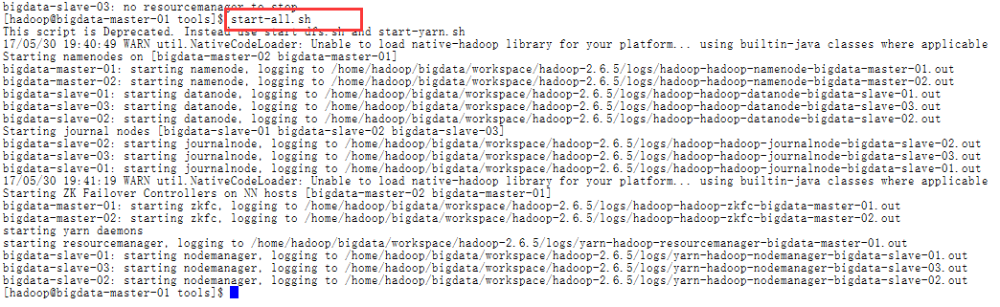 bigdata-slave-03: no resourcemanager to stop
[hadoop@bigdata-master-01 tools]$ start-all.sh
This script is Deprecated. Instead use start-dfs.sh and start-yarn.sh
17/05/30 19:40:49 WARN util.NativeCodeLoader: Unable to load native-hadoop library for your platform... using builtin-java classes where applicable
Starting namenodes on [bigdata-master-02 bigdata-master-01]
bigdata-master-01: starting namenode, logging to /home/hadoop/bigdata/workspace/hadoop-2.6.5/logs/hadoop-hadoop-namenode-bigdata-master-01.out
bigdata-master-02: starting namenode, logging to /home/hadoop/bigdata/workspace/hadoop-2.6.5/logs/hadoop-hadoop-namenode-bigdata-master-02.out
bigdata-slave-01: starting datanode, logging to /home/hadoop/bigdata/workspace/hadoop-2.6.5/logs/hadoop-hadoop-datanode-bigdata-slave-01.out
bigdata-slave-03: starting datanode, logging to /home/hadoop/bigdata/workspace/hadoop-2.6.5/logs/hadoop-hadoop-datanode-bigdata-slave-03.out
bigdata-slave-02: starting datanode, logging to /home/hadoop/bigdata/workspace/hadoop-2.6.5/logs/hadoop-hadoop-datanode-bigdata-slave-02.out
Starting journal nodes [bigdata-slave-01 bigdata-slave-02 bigdata-slave-03]
bigdata-slave-02: starting journalnode, logging to /home/hadoop/bigdata/workspace/hadoop-2.6.5/logs/hadoop-hadoop-journalnode-bigdata-slave-02.out
bigdata-slave-03: starting journalnode, logging to /home/hadoop/bigdata/workspace/hadoop-2.6.5/logs/hadoop-hadoop-journalnode-bigdata-slave-03.out
bigdata-slave-01: starting journalnode, logging to /home/hadoop/bigdata/workspace/hadoop-2.6.5/logs/hadoop-hadoop-journalnode-bigdata-slave-01.out
17/05/30 19:41:19 WARN util.NativeCodeLoader: Unable to load native-hadoop library for your platform... using builtin-java classes where applicable
Starting ZK Failover Controllers on NN hosts [bigdata-master-02 bigdata-master-01]
bigdata-master-01: starting zkfc, logging to /home/hadoop/bigdata/workspace/hadoop-2.6.5/logs/hadoop-hadoop-zkfc-bigdata-master-01.out
bigdata-master-02: starting zkfc, logging to /home/hadoop/bigdata/workspace/hadoop-2.6.5/logs/hadoop-hadoop-zkfc-bigdata-master-02.out
starting yarn daemons
starting resourcemanager, logging to /home/hadoop/bigdata/workspace/hadoop-2.6.5/logs/yarn-hadoop-resourcemanager-bigdata-master-01.out
bigdata-slave-01: starting nodemanager, logging to /home/hadoop/bigdata/workspace/hadoop-2.6.5/logs/yarn-hadoop-nodemanager-bigdata-slave-01.out
bigdata-slave-03: starting nodemanager, logging to /home/hadoop/bigdata/workspace/hadoop-2.6.5/logs/yarn-hadoop-nodemanager-bigdata-slave-03.out
bigdata-slave-02: starting nodemanager, logging to /home/hadoop/bigdata/workspace/hadoop-2.6.5/logs/yarn-hadoop-nodemanager-bigdata-slave-02.out
[hadoop@bigdata-master-01 tools]$